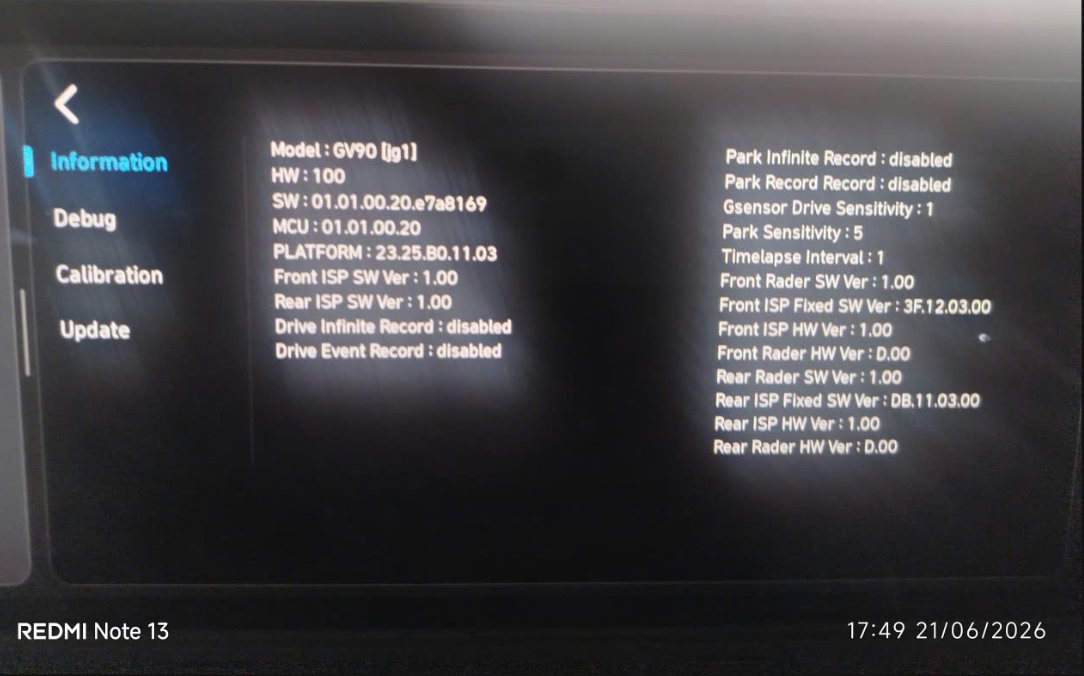 Information
Debug
Calibration
Update
Model : GV90 [jg1]
HW : 100
SW : 01.01.00.20.e7a8169
MCU : 01.01.00.20
PLATFORM : 23.25.B0.11.03
Front ISP SW Ver : 1.00
Rear ISP SW Ver : 1.00
Drive Infinite Record : disabled
Drive Event Record : disabled
Park Infinite Record : disabled
Park Record Record : disabled
Gsensor Drive Sensitivity : 1
Park Sensitivity : 5
Timelapse Interval : 1
Front Rader SW Ver : 1.00
Front ISP Fixed SW Ver : 3F.12.03.00
Front ISP HW Ver : 1.00
Front Rader HW Ver : D.00
Rear Rader SW Ver : 1.00
Rear ISP Fixed SW Ver : DB.11.03.00
Rear ISP HW Ver : 1.00
Rear Rader HW Ver : D.00
REDMI Note 13
17:49 21/06/2026